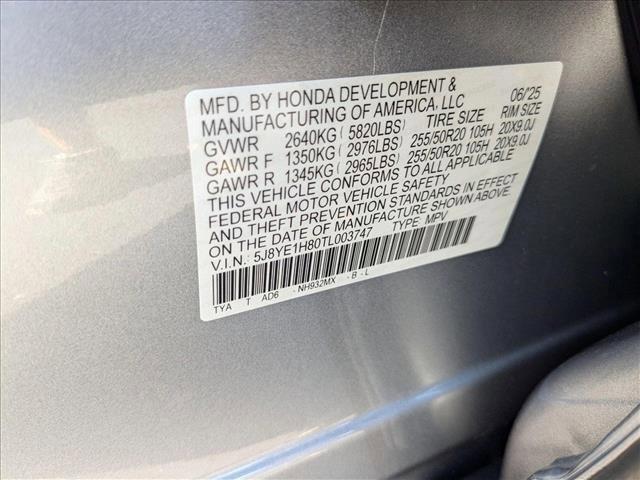 MFD. BY HONDA DEVELOPMENT & 06/'25
MANUFACTURING OF AMERICA, LLC TIRE SIZE RIM SIZE
GVWR 2640KG ( 5820LBS)
GAWR F 1350KG ( 2976LBS) 255/50R20 105H 20X9.0J
GAWR R 1345KG ( 2965LBS) 255/50R20 105H 20X9.0J
THIS VEHICLE CONFORMS TO ALL APPLICABLE
FEDERAL MOTOR VEHICLE SAFETY
AND THEFT PREVENTION STANDARDS IN EFFECT
ON THE DATE OF MANUFACTURE SHOWN ABOVE.
V.I.N.: 5J8YE1H80TL003747 TYPE: MPV
TYA T AD6 -NH932MX -B -L